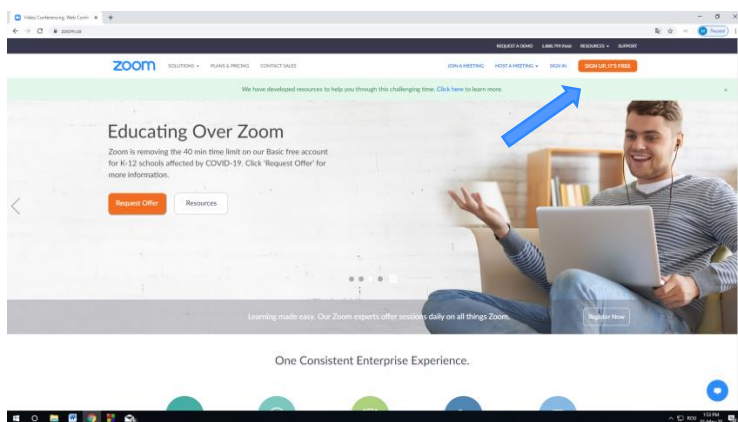 Video Conferencing, Web Confe
zoom.us
Paused
REQUEST A DEMO 1.888.799.9666 RESOURCES SUPPORT
zoom SOLUTIONS PLANS & PRICING CONTACT SALES JOIN A MEETING HOST A MEETING SIGN IN SIGN UP, IT'S FREE
We have developed resources to help you through this challenging time. Click here to learn more.
Educating Over Zoom
Zoom is removing the 40 min time limit on our Basic free account
for K-12 schools affected by COVID-19. Click 'Request Offer' for
more information.
Request Offer Resources
Learning made easy. Our Zoom experts offer sessions daily on all things Zoom. Register Now
One Consistent Enterprise Experience.
ROU 1:52 PM